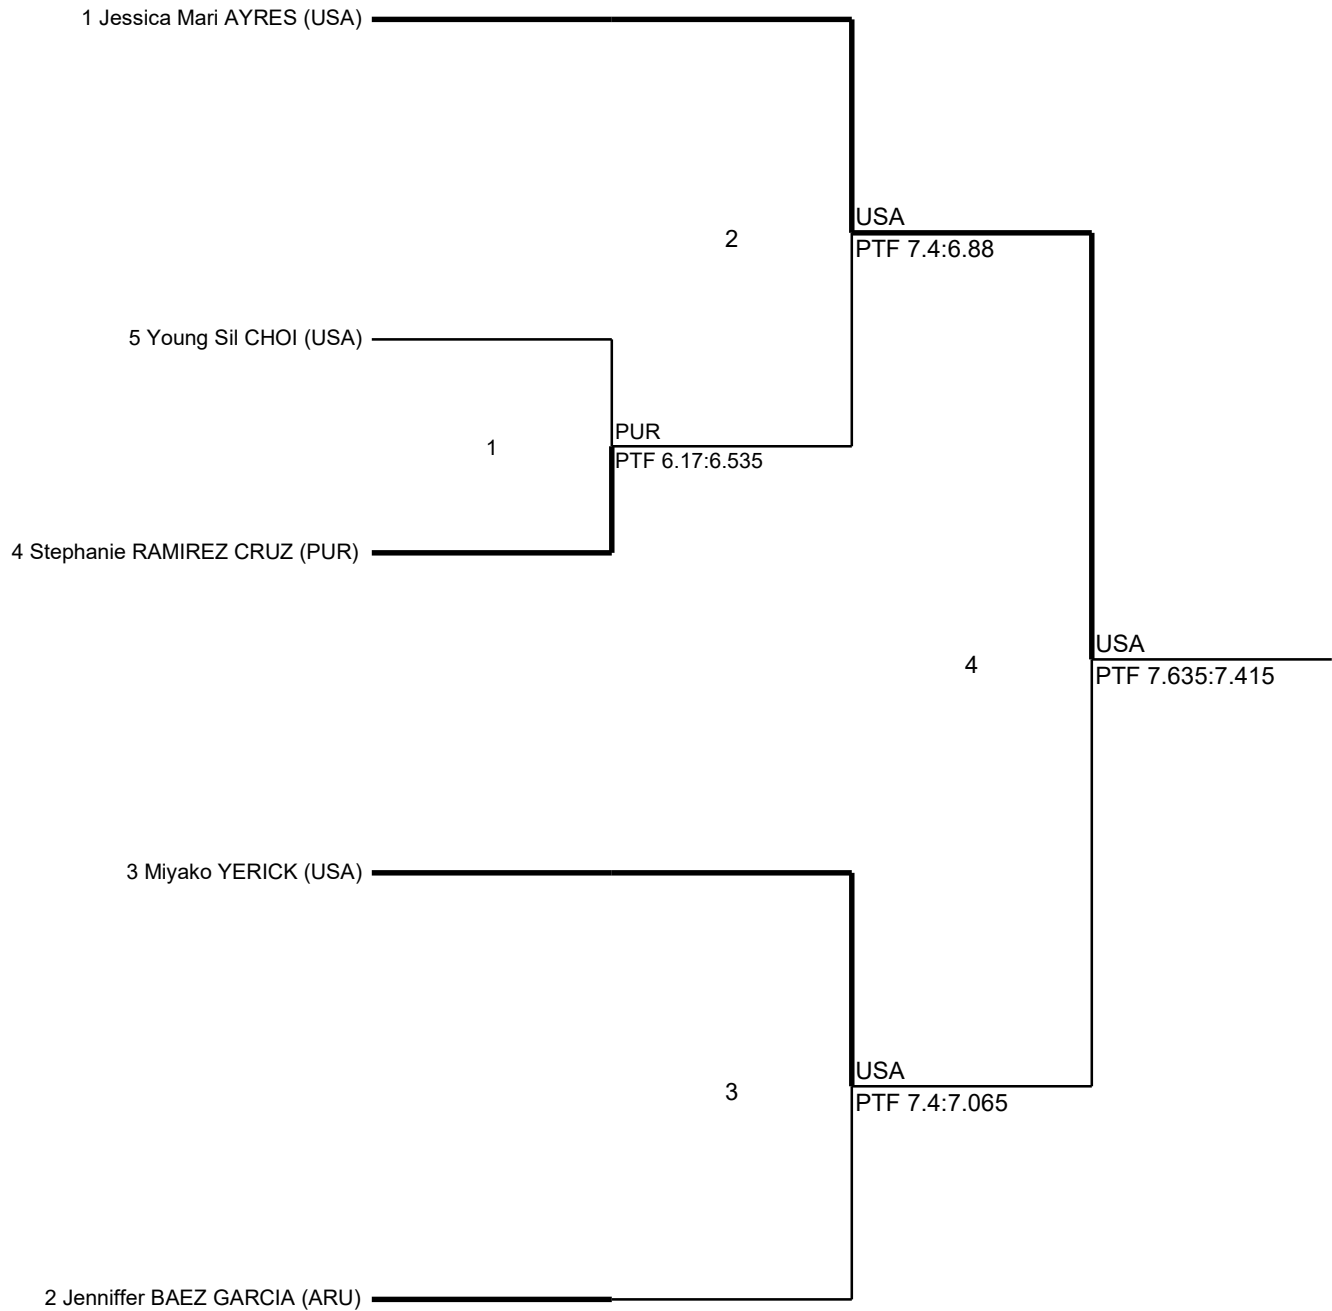 1 Jessica Mari AYRES (USA)
USA
2
PTF 7.4:6.88
5 Young Sil CHOI (USA)
PUR
1
PTF 6.17:6.535
4 Stephanie RAMIREZ CRUZ (PUR)
USA
4
PTF 7.635:7.415
3 Miyako YERICK (USA)
USA
3
PTF 7.4:7.065
2 Jenniffer BAEZ GARCIA (ARU)